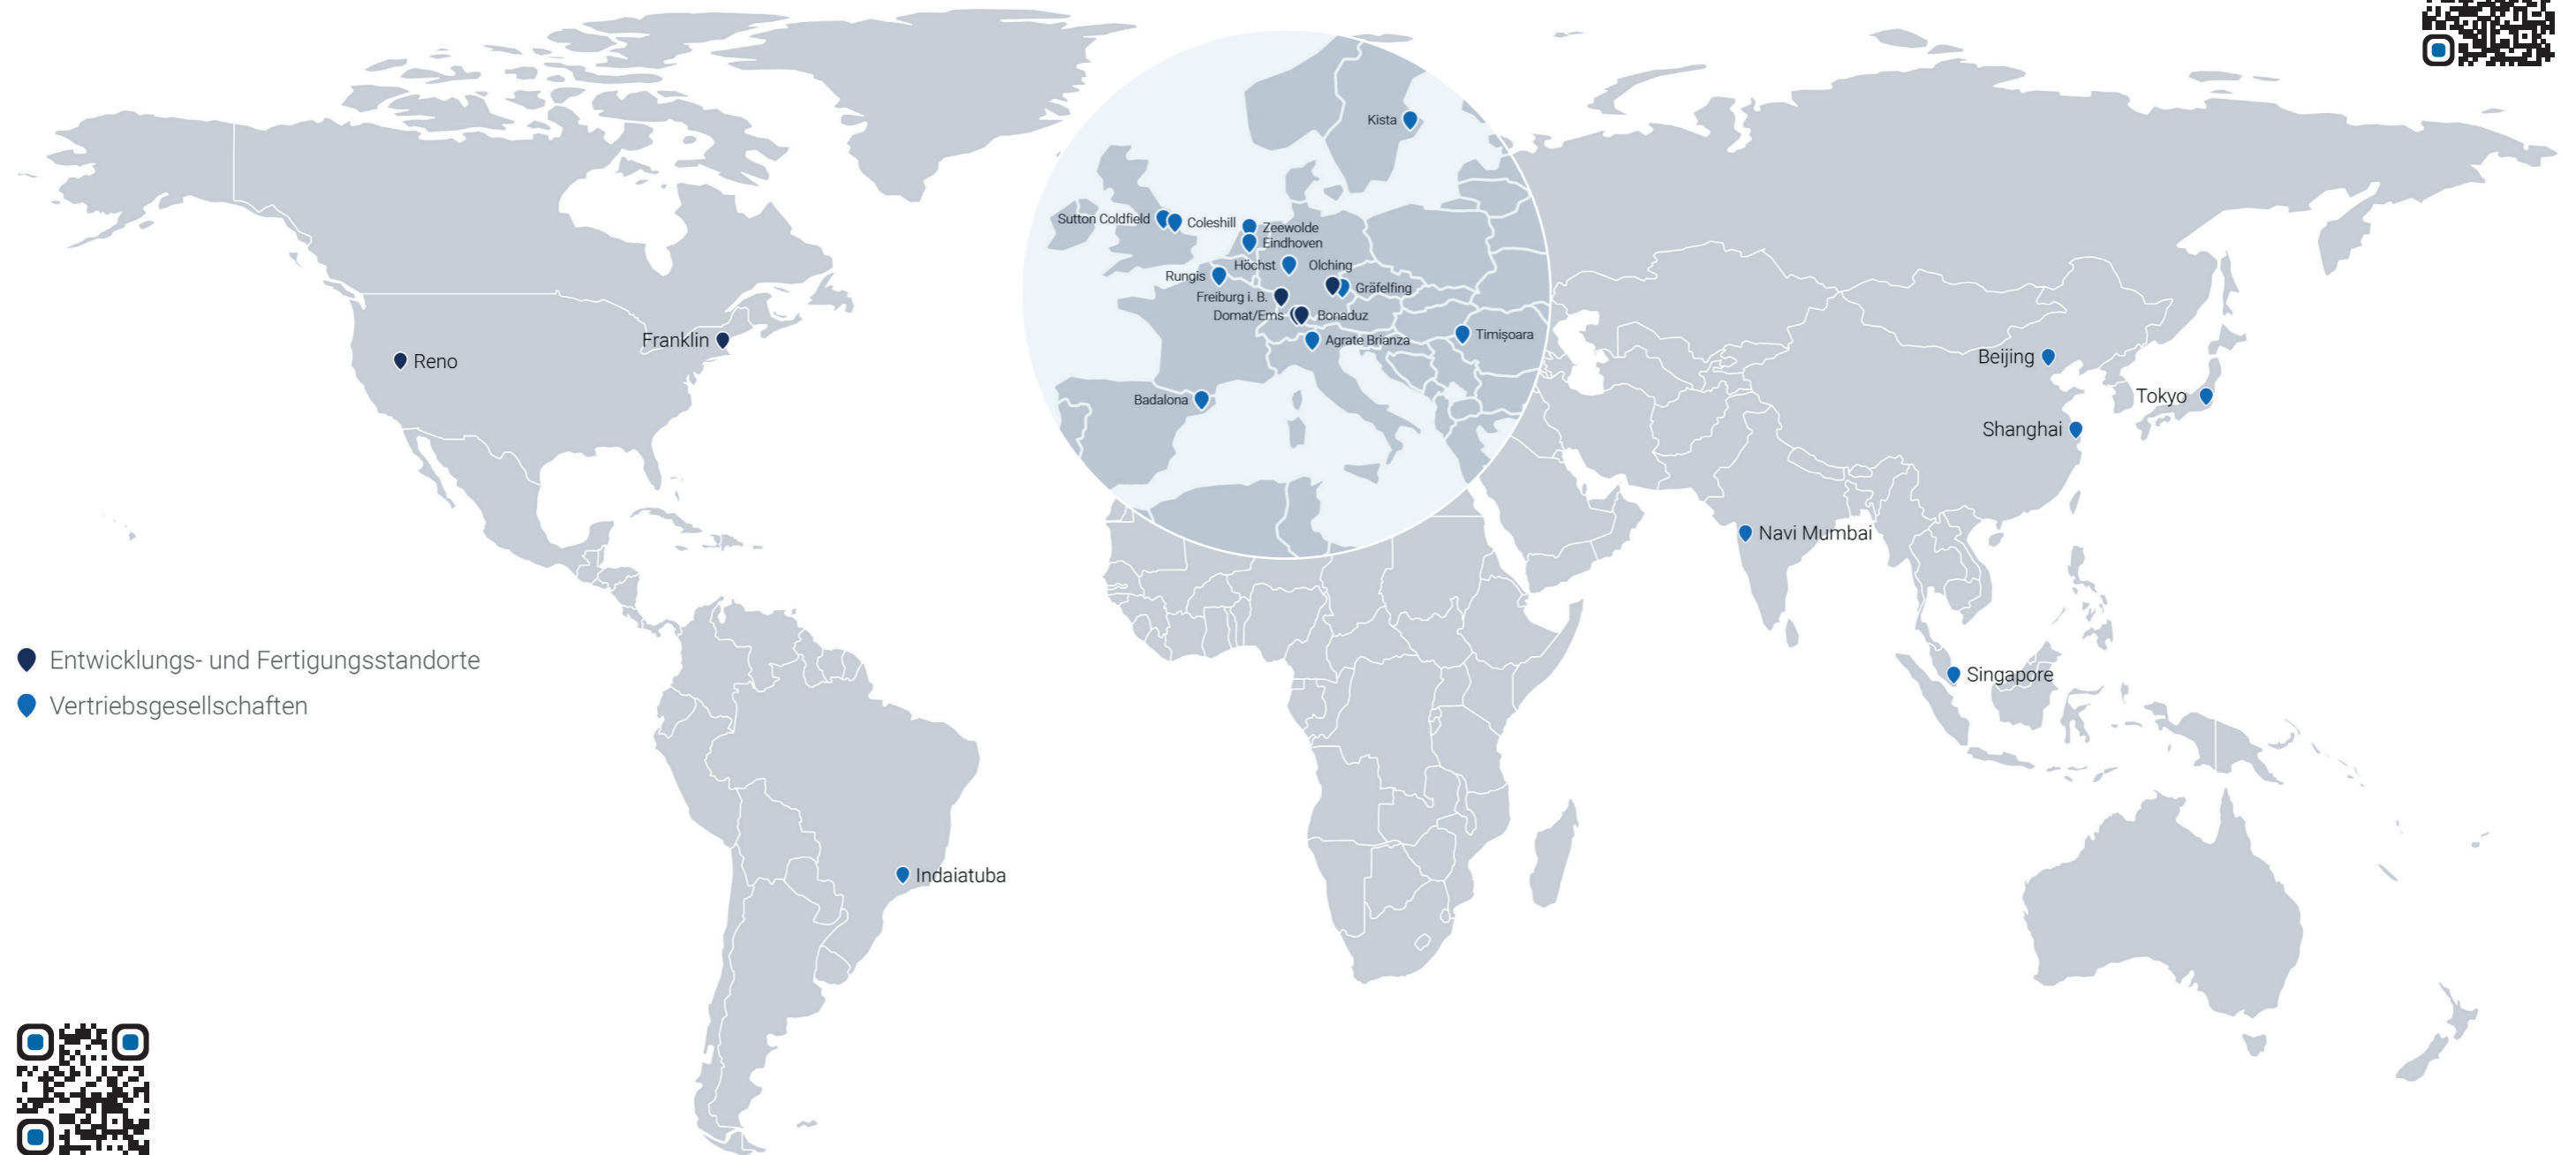 Kista
Sutton Coldfield
Coleshill
Zeewolde
Eindhoven
Höchst
Olching
Rungis
Gräfelfing
Freiburg i. B.
Domat/Ems
Bonaduz
Timişoara
Agrate Brianza
Badalona
Franklin
Reno
Beijing
Tokyo
Shanghai
Navi Mumbai
Entwicklungs- und Fertigungsstandorte
Vertriebsgesellschaften
Singapore
Indaiatuba